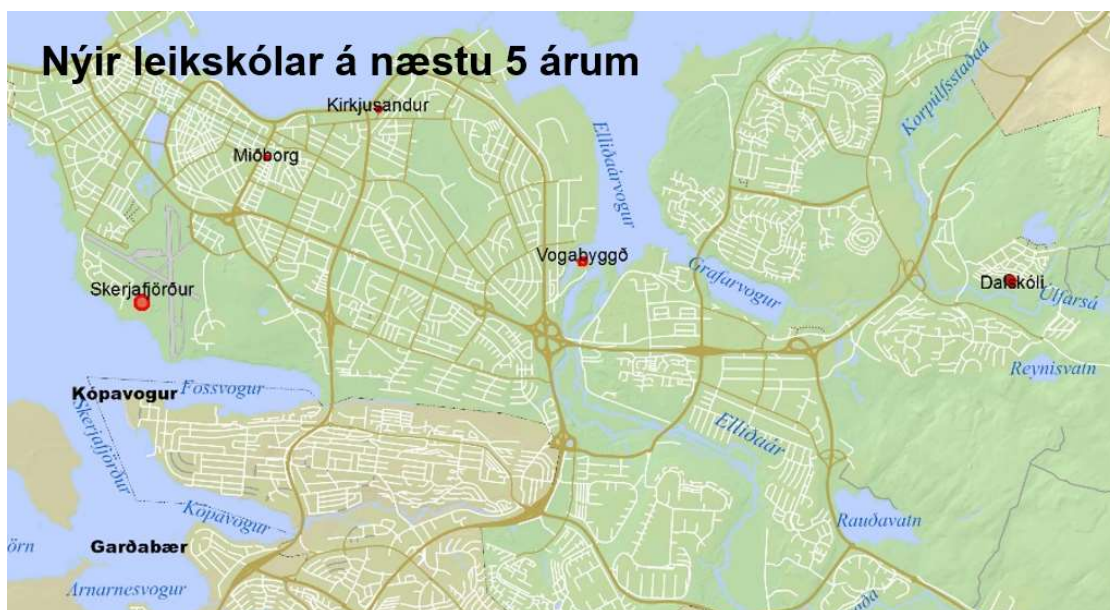 Nýir leikskólar á næstu 5 árum
Korpúlfsstaðaá
Kirkjusandur
Elliðaárvogur
Miðborg
Vogabyggð
Grafarvogur
Dalskóli
Skerjafjörður
Úlfarsá
Reynisvatn
Kópavogur
Fossvogur
Skerjafjörður
Elliðaár
Kópavogur
Rauðavatn
Garðabær
örn
Arnarnesvogur